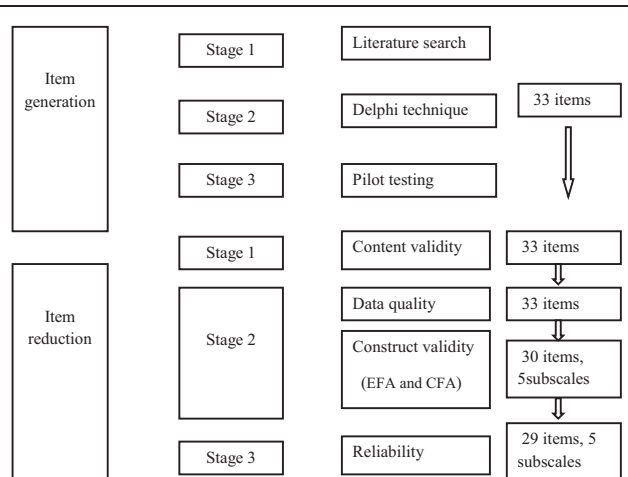 Item
generation
Stage 1
Literature search
Stage 2
Delphi technique
33 items
Stage 3
Pilot testing
Item
reduction
Stage 1
Content validity
33 items
Stage 2
Data quality
33 items
Construct validity
(EFA and CFA)
30 items,
5subscales
Stage 3
Reliability
29 items, 5
subscales